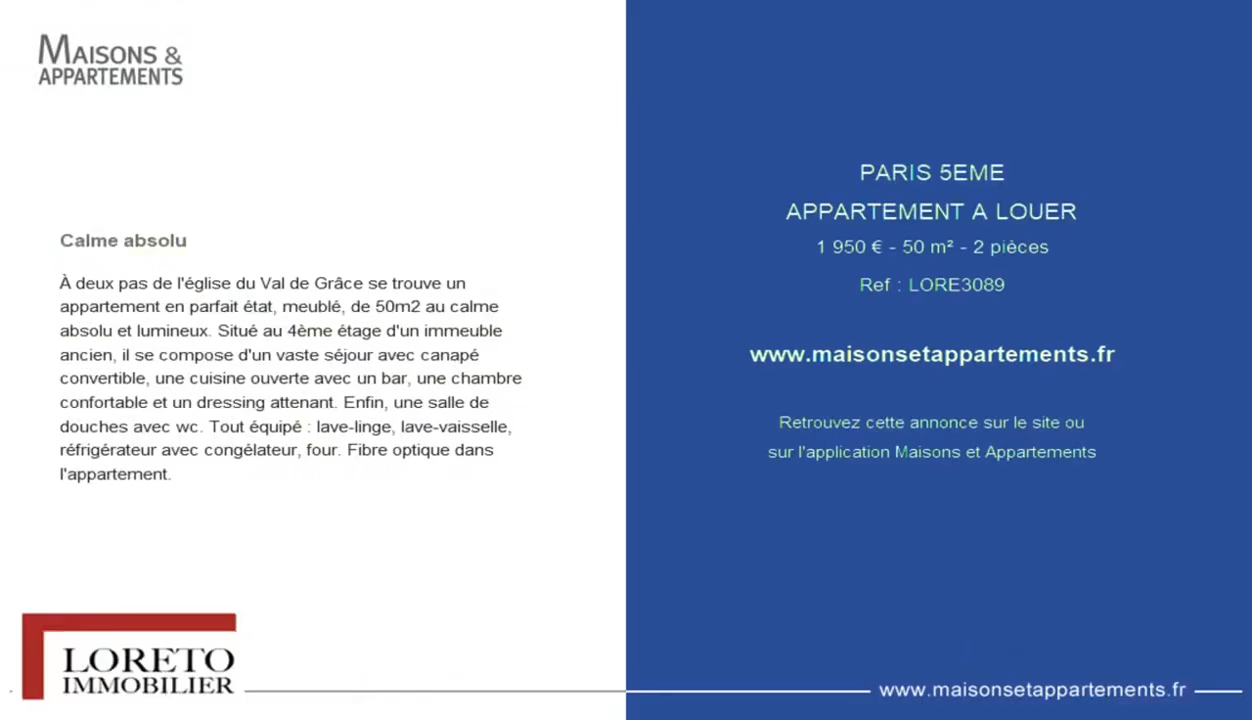 MAISONS &
APPARTEMENTS
Calme absolu
À deux pas de l'église du Val de Grâce se trouve un
appartement en parfait état, meublé, de 50m2 au calme
absolu et lumineux. Situé au 4ème étage d'un immeuble
ancien, il se compose d'un vaste séjour avec canapé
convertible, une cuisine ouverte avec un bar, une chambre
confortable et un dressing attenant. Enfin, une salle de
douches avec wc. Tout équipé : lave-linge, lave-vaisselle,
réfrigérateur avec congélateur, four. Fibre optique dans
l'appartement.
LORETO
IMMOBILIER
PARIS 5EME
APPARTEMENT A LOUER
1 950 € - 50 m² - 2 pièces
Ref : LORE3089
www.maisonsetappartements.fr
Retrouvez cette annonce sur le site ou
sur l'application Maisons et Appartements
www.maisonsetappartements.fr